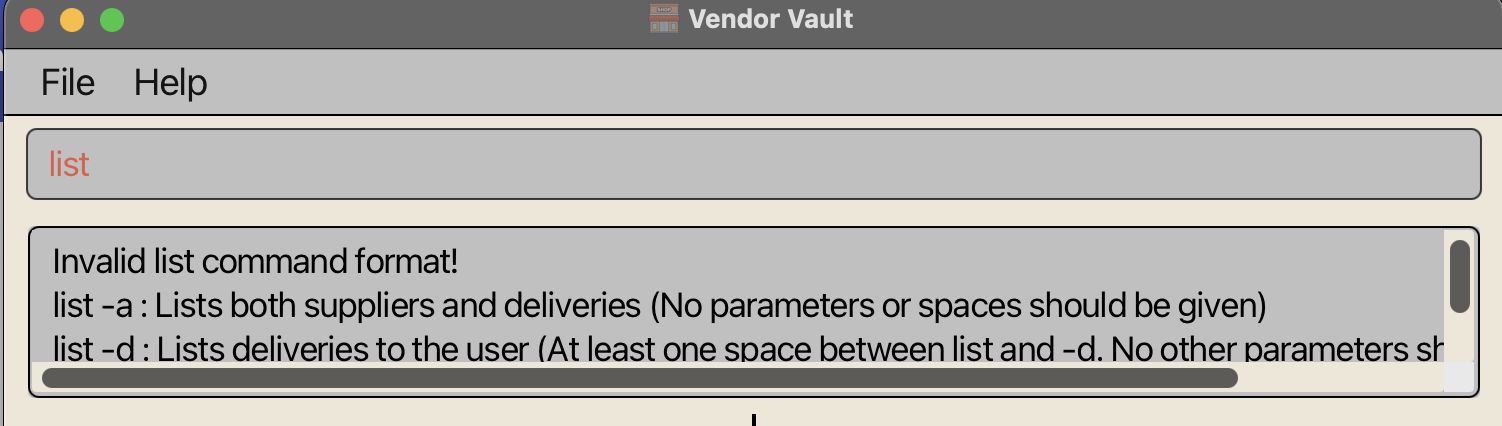 Vendor Vault
File Help
list
Invalid list command format!
list -a : Lists both suppliers and deliveries (No parameters or spaces should be given)
list -d : Lists deliveries to the user (At least one space between list and -d. No other parameters sh